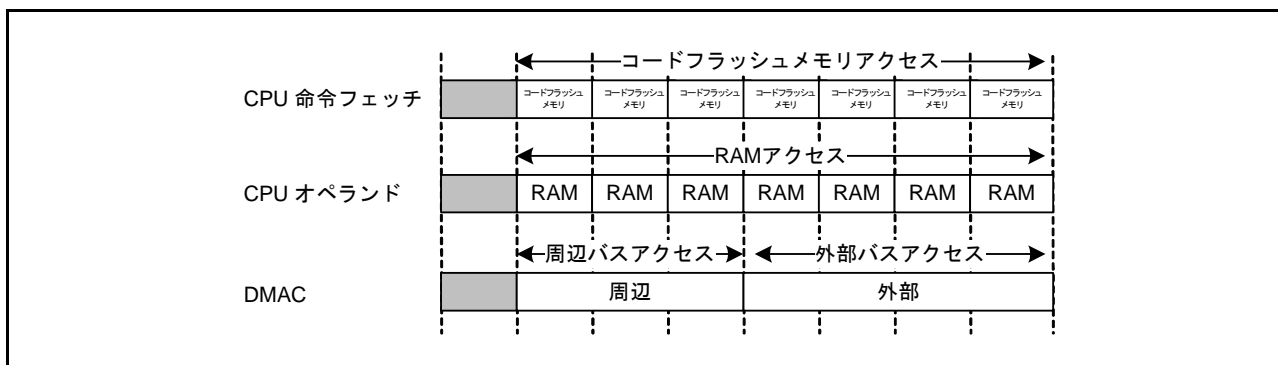 コードフラッシュメモリアクセス
CPU 命令フェッチ
コードフラッシュ
メモリ
コードフラッシュ
メモリ
コードフラッシュ
メモリ
コードフラッシュ
メモリ
コードフラッシュ
メモリ
コードフラッシュ
メモリ
コードフラッシュ
メモリ
RAMアクセス
CPU オペランド
RAM RAM RAM RAM RAM RAM RAM
周辺バスアクセス 外部バスアクセス
DMAC
周辺 外部